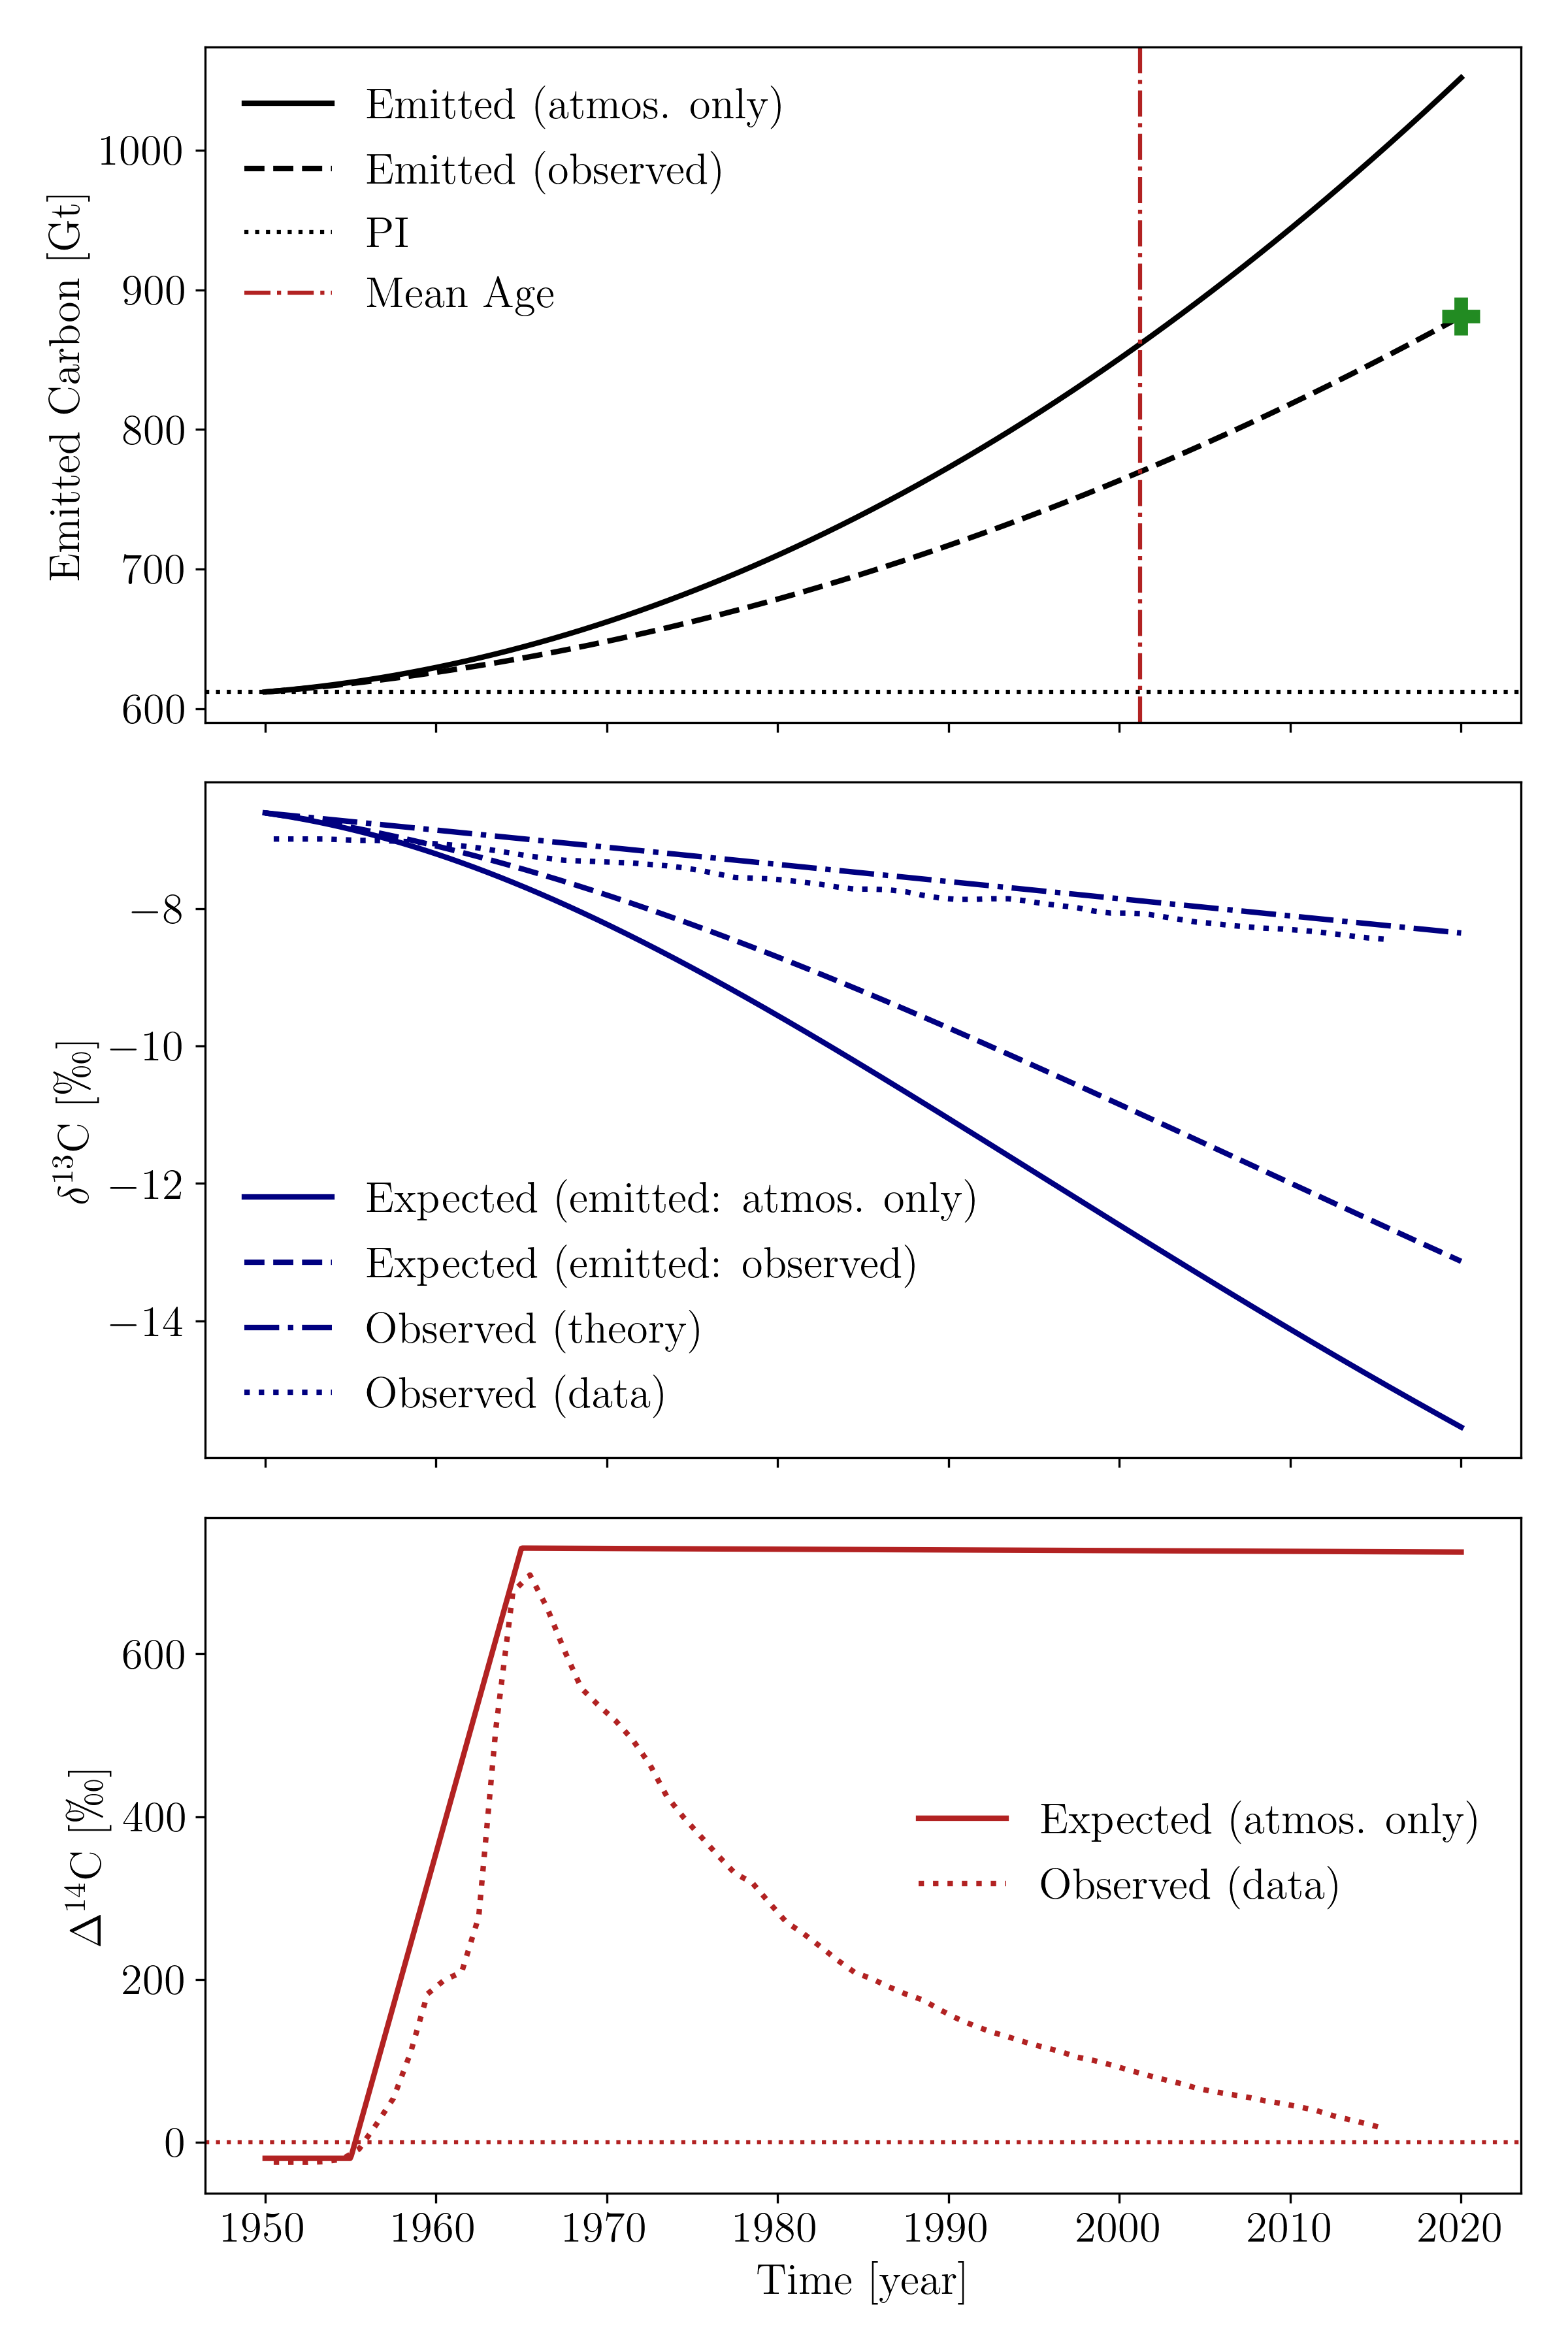 Emitted (atmos. only)
Emitted (observed)
PI
Mean Age
1000
900
800
700
600
Emitted Carbon [Gt]
−8
−10
−12
−14
δ¹³C [‰]
Expected (emitted: atmos. only)
Expected (emitted: observed)
Observed (theory)
Observed (data)
600
400
200
0
Δ¹⁴C [‰]
Expected (atmos. only)
Observed (data)
1950 1960 1970 1980 1990 2000 2010 2020
Time [year]